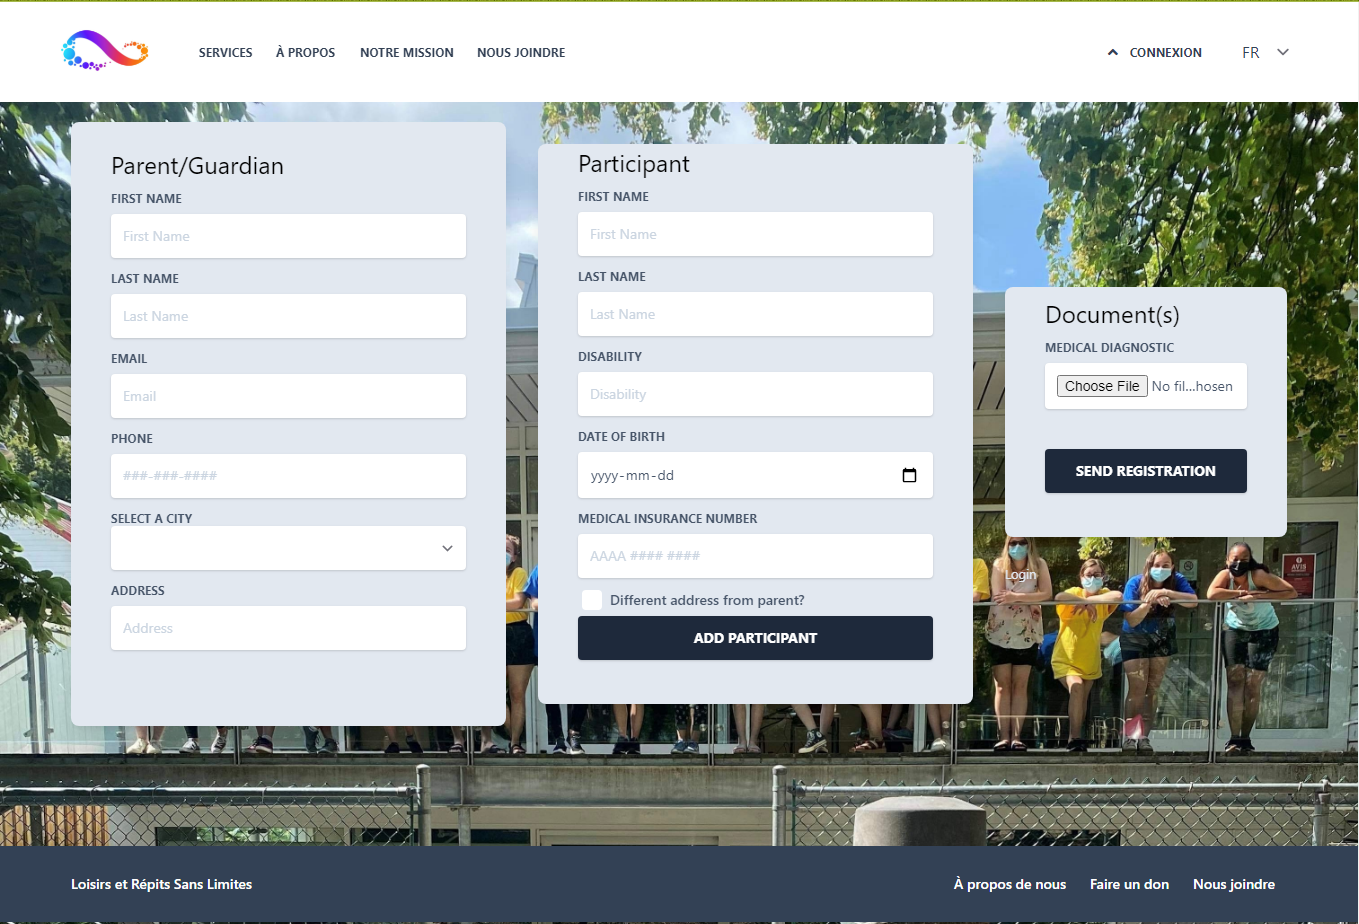 SERVICES
À PROPOS
NOTRE MISSION
NOUS JOINDRE
CONNEXION
FR
Parent/Guardian
FIRST NAME
First Name
LAST NAME
Last Name
EMAIL
Email
PHONE
###-###-####
SELECT A CITY
ADDRESS
Address
Participant
FIRST NAME
First Name
LAST NAME
Last Name
DISABILITY
Disability
DATE OF BIRTH
yyyy-mm-dd
MEDICAL INSURANCE NUMBER
AAAA #### ####
Different address from parent?
ADD PARTICIPANT
Document(s)
MEDICAL DIAGNOSTIC
Choose File No fil...hosen
SEND REGISTRATION
Login
AVIS
Loisirs et Répits Sans Limites
À propos de nous
Faire un don
Nous joindre